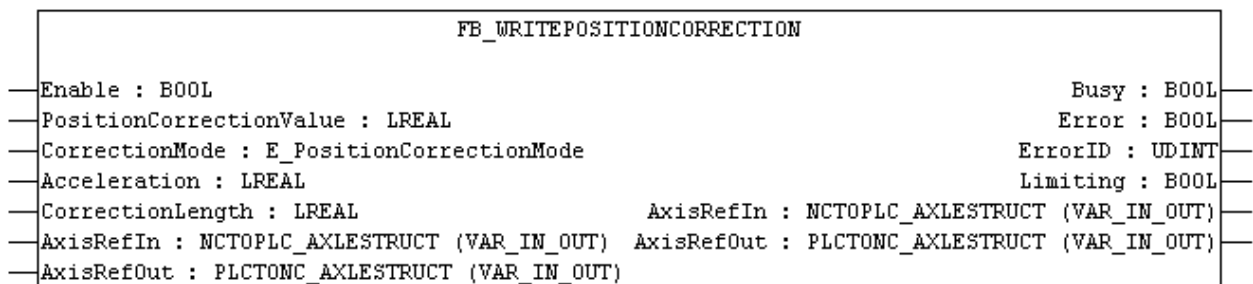 FB_WRITEPOSITIONCORRECTION
Enable : BOOL Busy : BOOL
PositionCorrectionValue : LREAL Error : BOOL
CorrectionMode : E_PositionCorrectionMode ErrorID : UDINT
Acceleration : LREAL Limiting : BOOL
CorrectionLength : LREAL AxisRefIn : NCTOPLC_AXLESTRUCT (VAR_IN_OUT)
AxisRefIn : NCTOPLC_AXLESTRUCT (VAR_IN_OUT) AxisRefOut : PLCTONC_AXLESTRUCT (VAR_IN_OUT)
AxisRefOut : PLCTONC_AXLESTRUCT (VAR_IN_OUT)